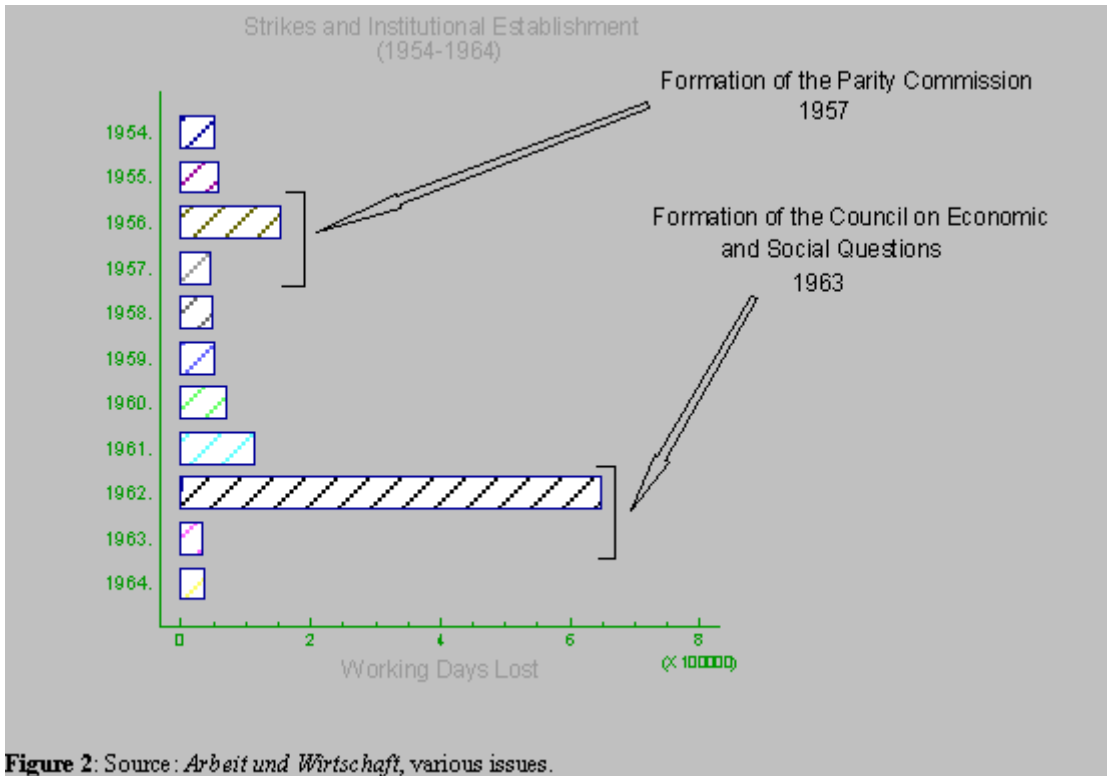 Strikes and Institutional Establishment
(1954-1964)
Formation of the Parity Commission
1957
1954.
1955.
1956.
Formation of the Council on Economic
and Social Questions
1963
1957.
1958.
1959.
1960.
1961.
1962.
1963.
1964.
0 2 4 6 8
(X 100000)
Working Days Lost
Figure 2: Source: Arbeit und Wirtschaft, various issues.